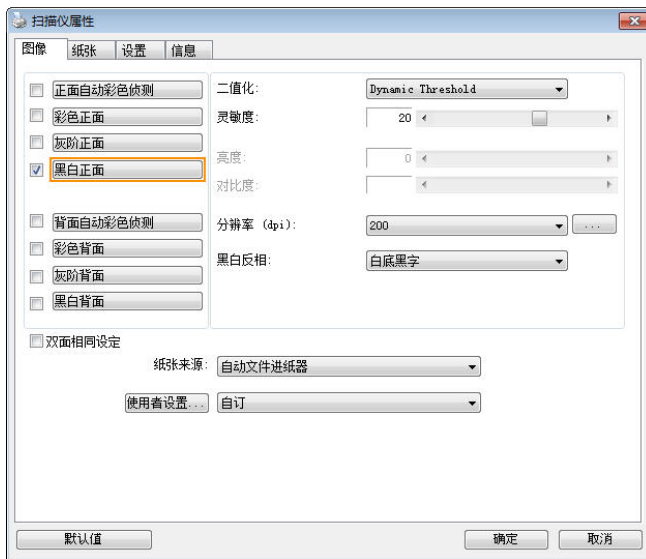 扫描仪属性
图像 纸张 设置 信息
正面自动彩色侦测
彩色正面
灰阶正面
黑白正面
背面自动彩色侦测
彩色背面
灰阶背面
黑白背面
二值化: Dynamic Threshold
灵敏度: 20
亮度: 0
对比度:
分辨率 (dpi): 200 ...
黑白反相: 白底黑字
双面相同设定
纸张来源: 自动文件进纸器
使用者设置... 自订
默认值 确定 取消